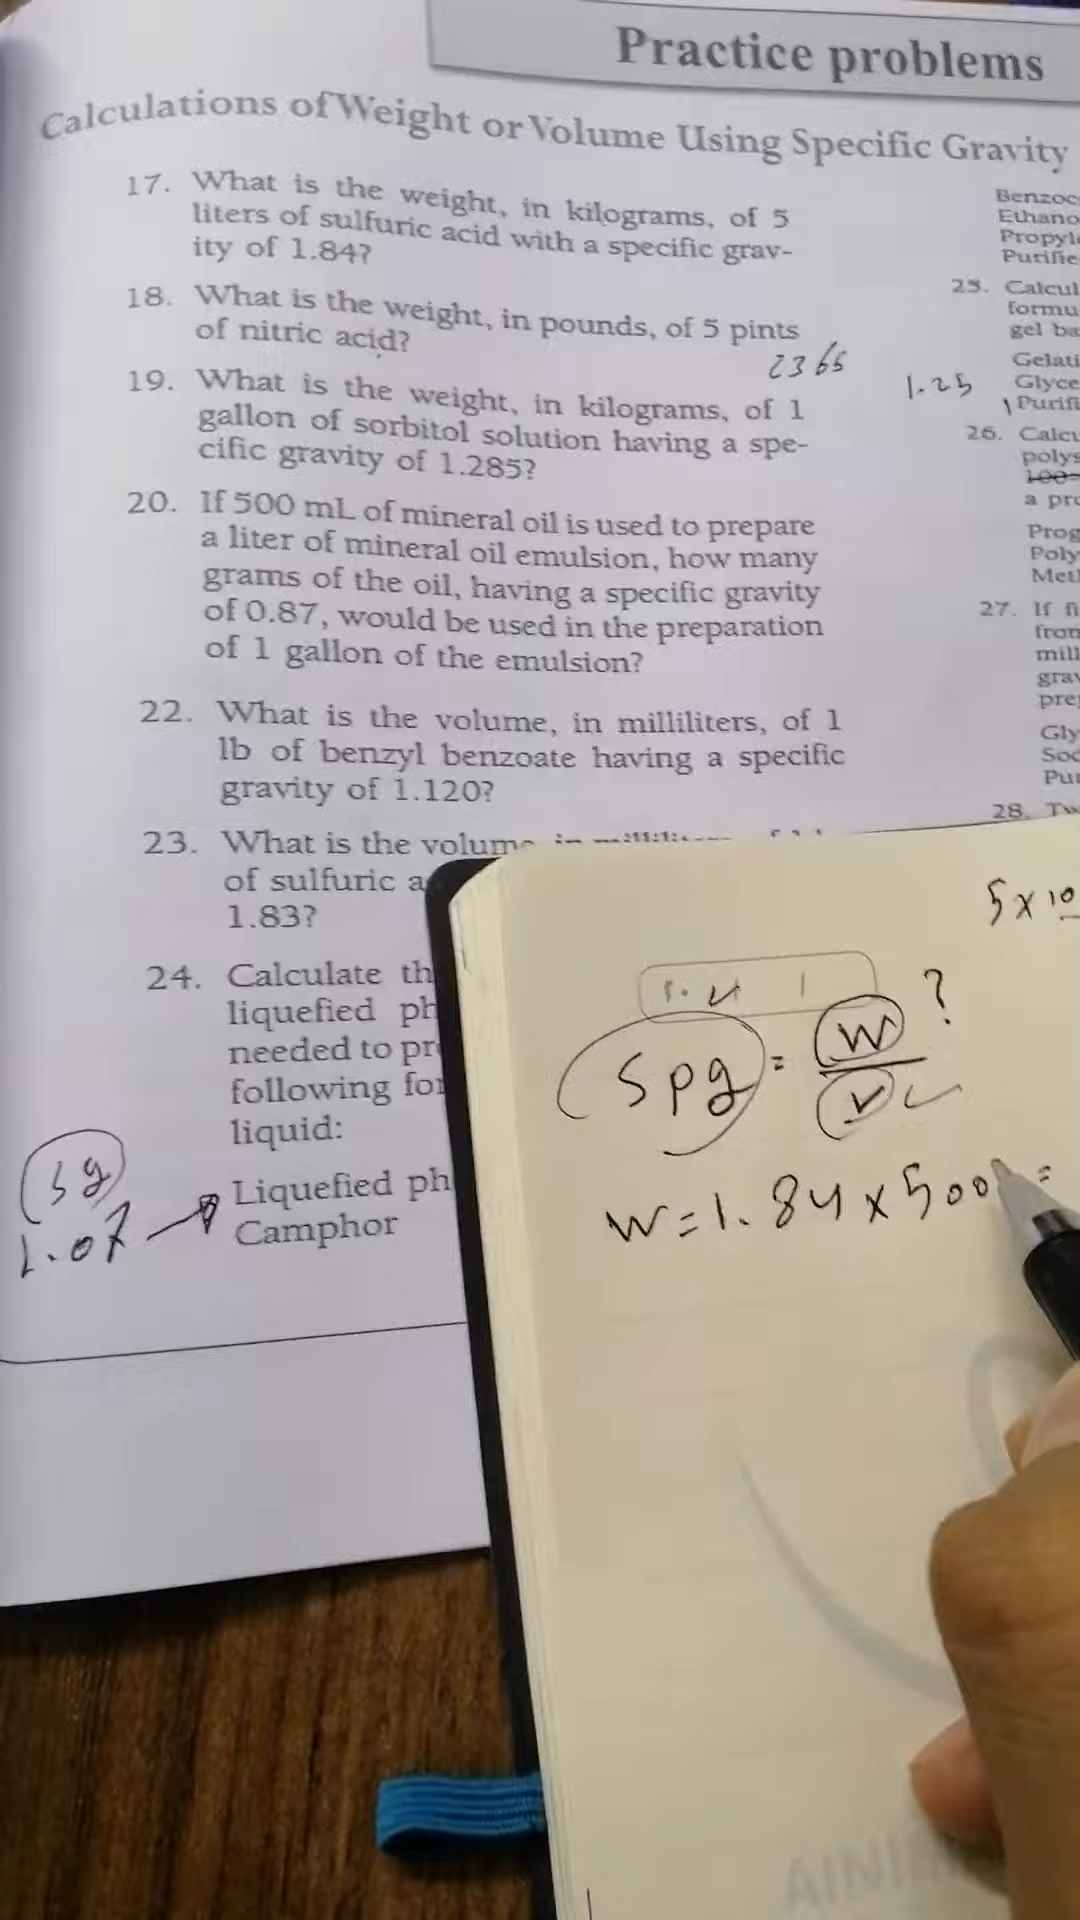 Practice problems
Calculations of Weight or Volume Using Specific Gravity
17. What is the weight, in kilograms, of 5
liters of sulfuric acid with a specific grav-
ity of 1.84?
18. What is the weight, in pounds, of 5 pints
of nitric acid?
2365
19. What is the weight, in kilograms, of 1
gallon of sorbitol solution having a spe-
cific gravity of 1.285?
20. If 500 mL of mineral oil is used to prepare
a liter of mineral oil emulsion, how many
grams of the oil, having a specific gravity
of 0.87, would be used in the preparation
of 1 gallon of the emulsion?
22. What is the volume, in milliliters, of 1
lb of benzyl benzoate having a specific
gravity of 1.120?
23. What is the volume, in
of sulfuric a
1.83?
24. Calculate th
liquefied ph
needed to pr
following for
liquid:
Liquefied ph
Camphor
sg
1.07
Benzoc
Ethano
Propyl
Purifie
25. Calcul
formu
gel ba
Gelati
1.25 Glyce
Purifi
26. Calcu
polys
100
a pro
Prog
Poly
Met
27. If fi
from
mill
grav
pre
Gly
Soc
Pu
28. Tw
5 x 10
spg = w ?
v
w = 1.84 x 500 =